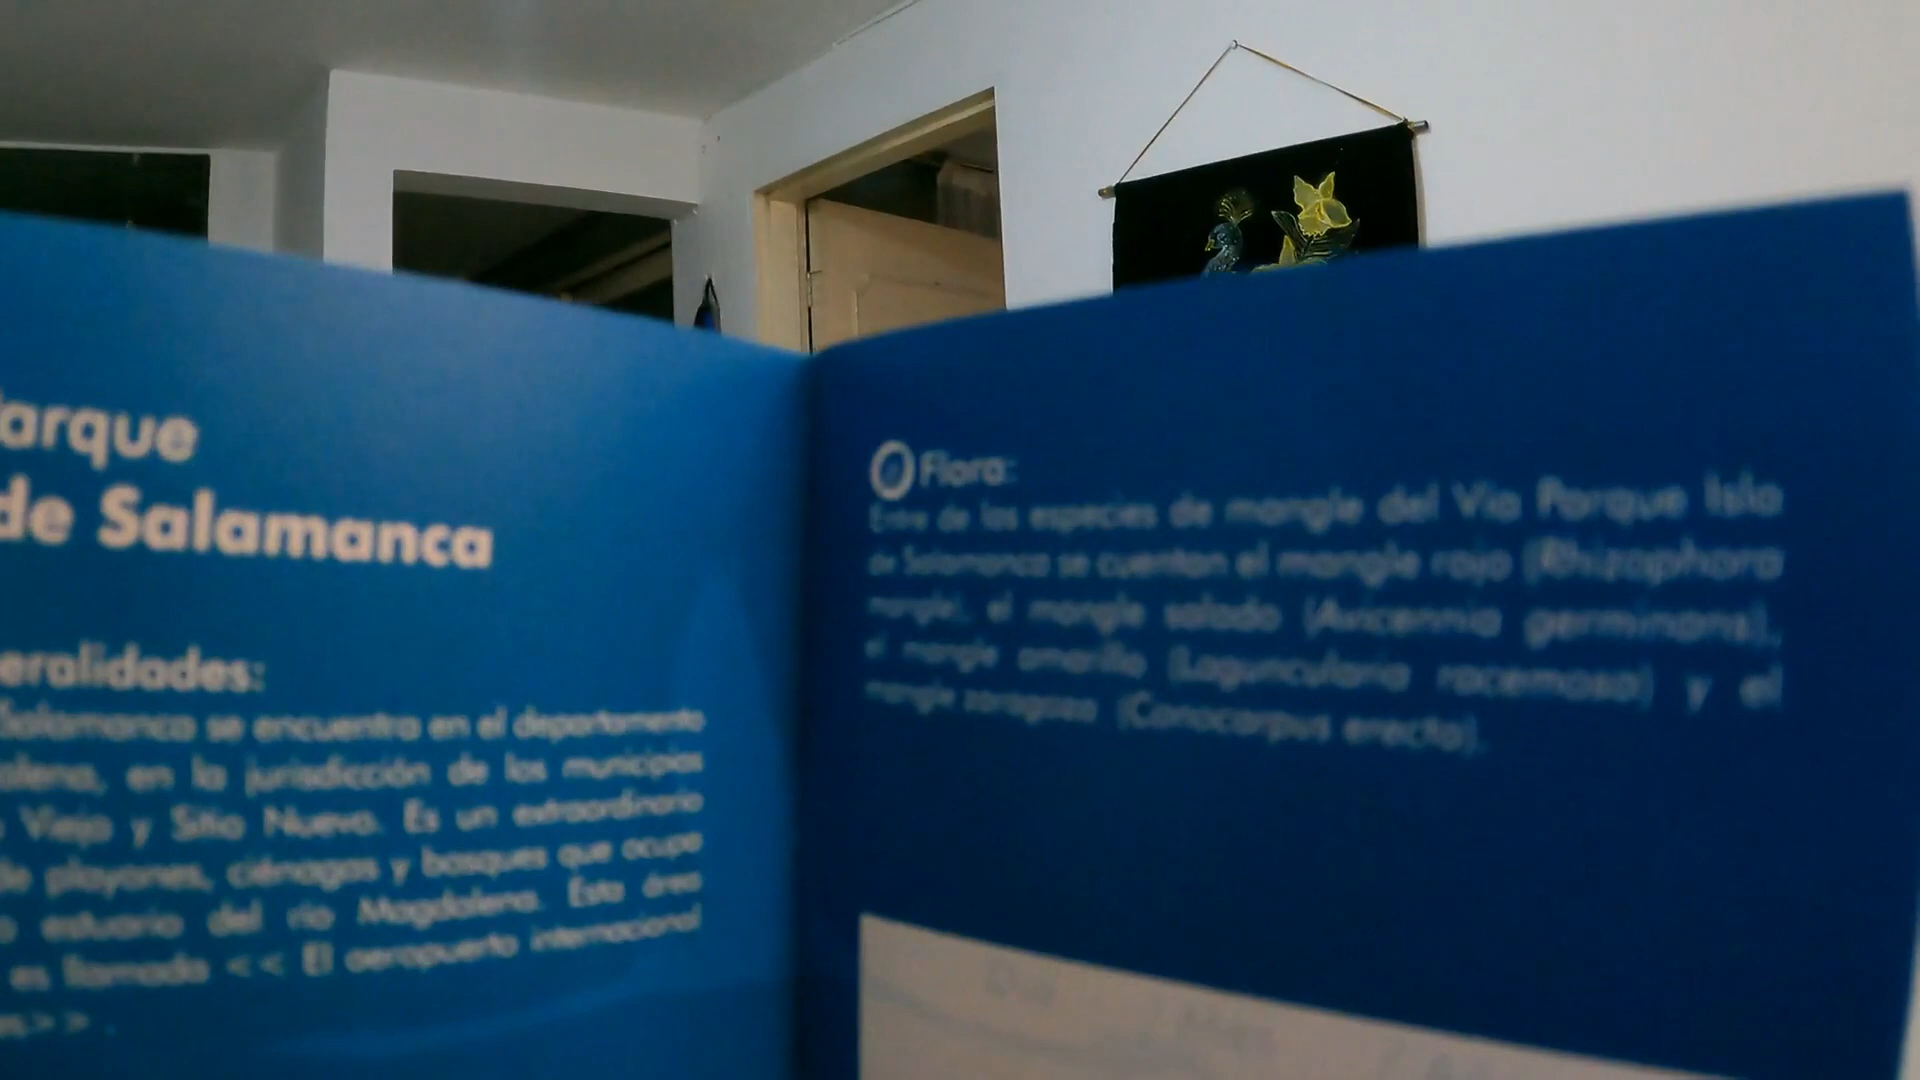 arque
de Salamanca
eralidades:
Salamanca se encuentra en el departamento
alena, en la jurisdicción de los municipios
Viejo y Sitio Nuevo. Es un extraordinario
de playones, ciénagas y bosques que ocupa
o estuario del río Magdalena. Esta área
es llamada << El aeropuerto internacional
>> .
Flora:
Entre de las especies de mangle del Via Parque Isla
de Salamanca se cuentan el mangle rojo (Rhizophora
mangle), el mangle salado (Avicennia germinans),
el mangle amarillo (Laguncularia racemosa) y el
mangle zaragoza (Conocarpus erecta).